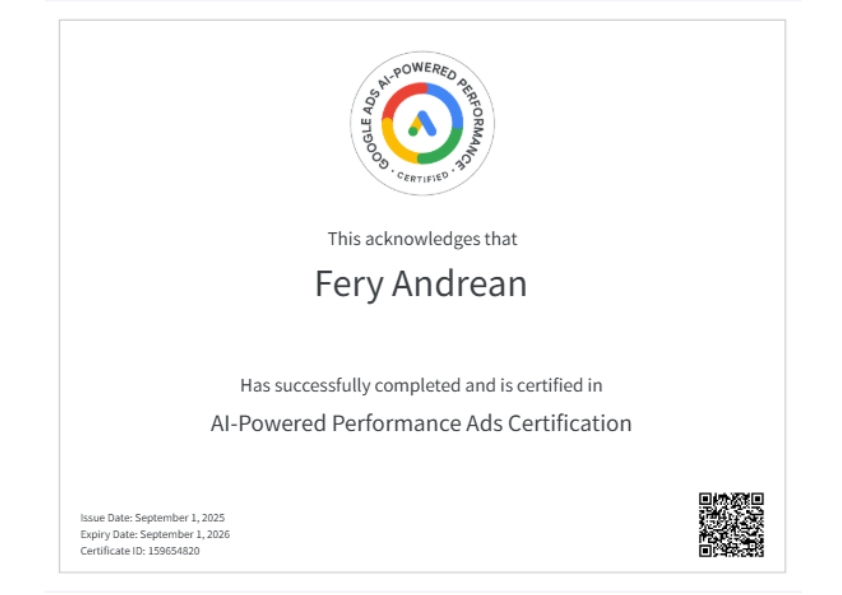 GOOGLE ADS AI-POWERED PERFORMANCE
· CERTIFIED ·
This acknowledges that
Fery Andrean
Has successfully completed and is certified in
AI-Powered Performance Ads Certification
Issue Date: September 1, 2025
Expiry Date: September 1, 2026
Certificate ID: 159654820